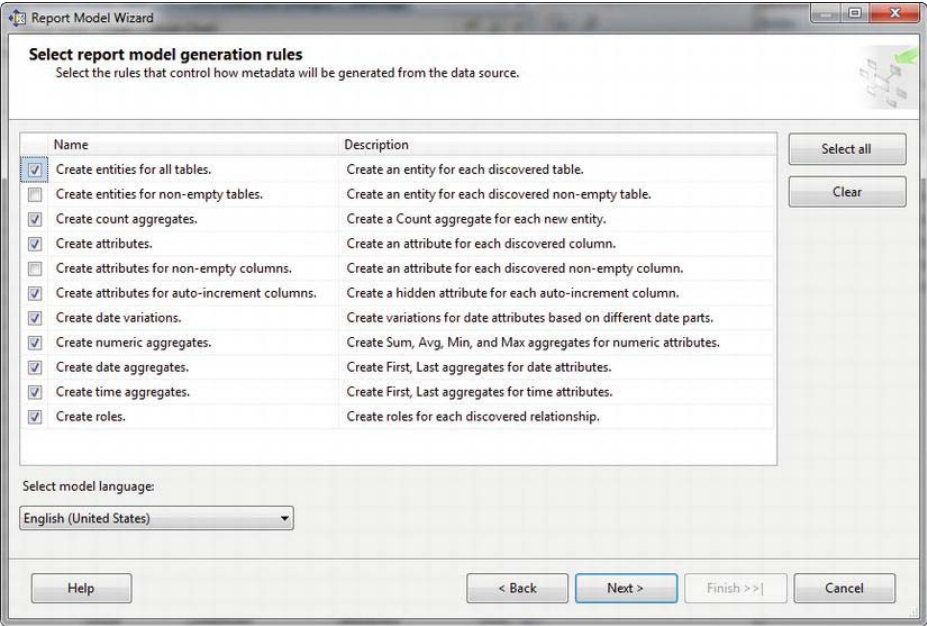 Report Model Wizard
Select report model generation rules
Select the rules that control how metadata will be generated from the data source.
Name Description
Create entities for all tables. Create an entity for each discovered table.
Create entities for non-empty tables. Create an entity for each discovered non-empty table.
Create count aggregates. Create a Count aggregate for each new entity.
Create attributes. Create an attribute for each discovered column.
Create attributes for non-empty columns. Create an attribute for each discovered non-empty column.
Create attributes for auto-increment columns. Create a hidden attribute for each auto-increment column.
Create date variations. Create variations for date attributes based on different date parts.
Create numeric aggregates. Create Sum, Avg, Min, and Max aggregates for numeric attributes.
Create date aggregates. Create First, Last aggregates for date attributes.
Create time aggregates. Create First, Last aggregates for time attributes.
Create roles. Create roles for each discovered relationship.
Select all
Clear
Select model language:
English (United States)
Help < Back Next > Finish >>| Cancel